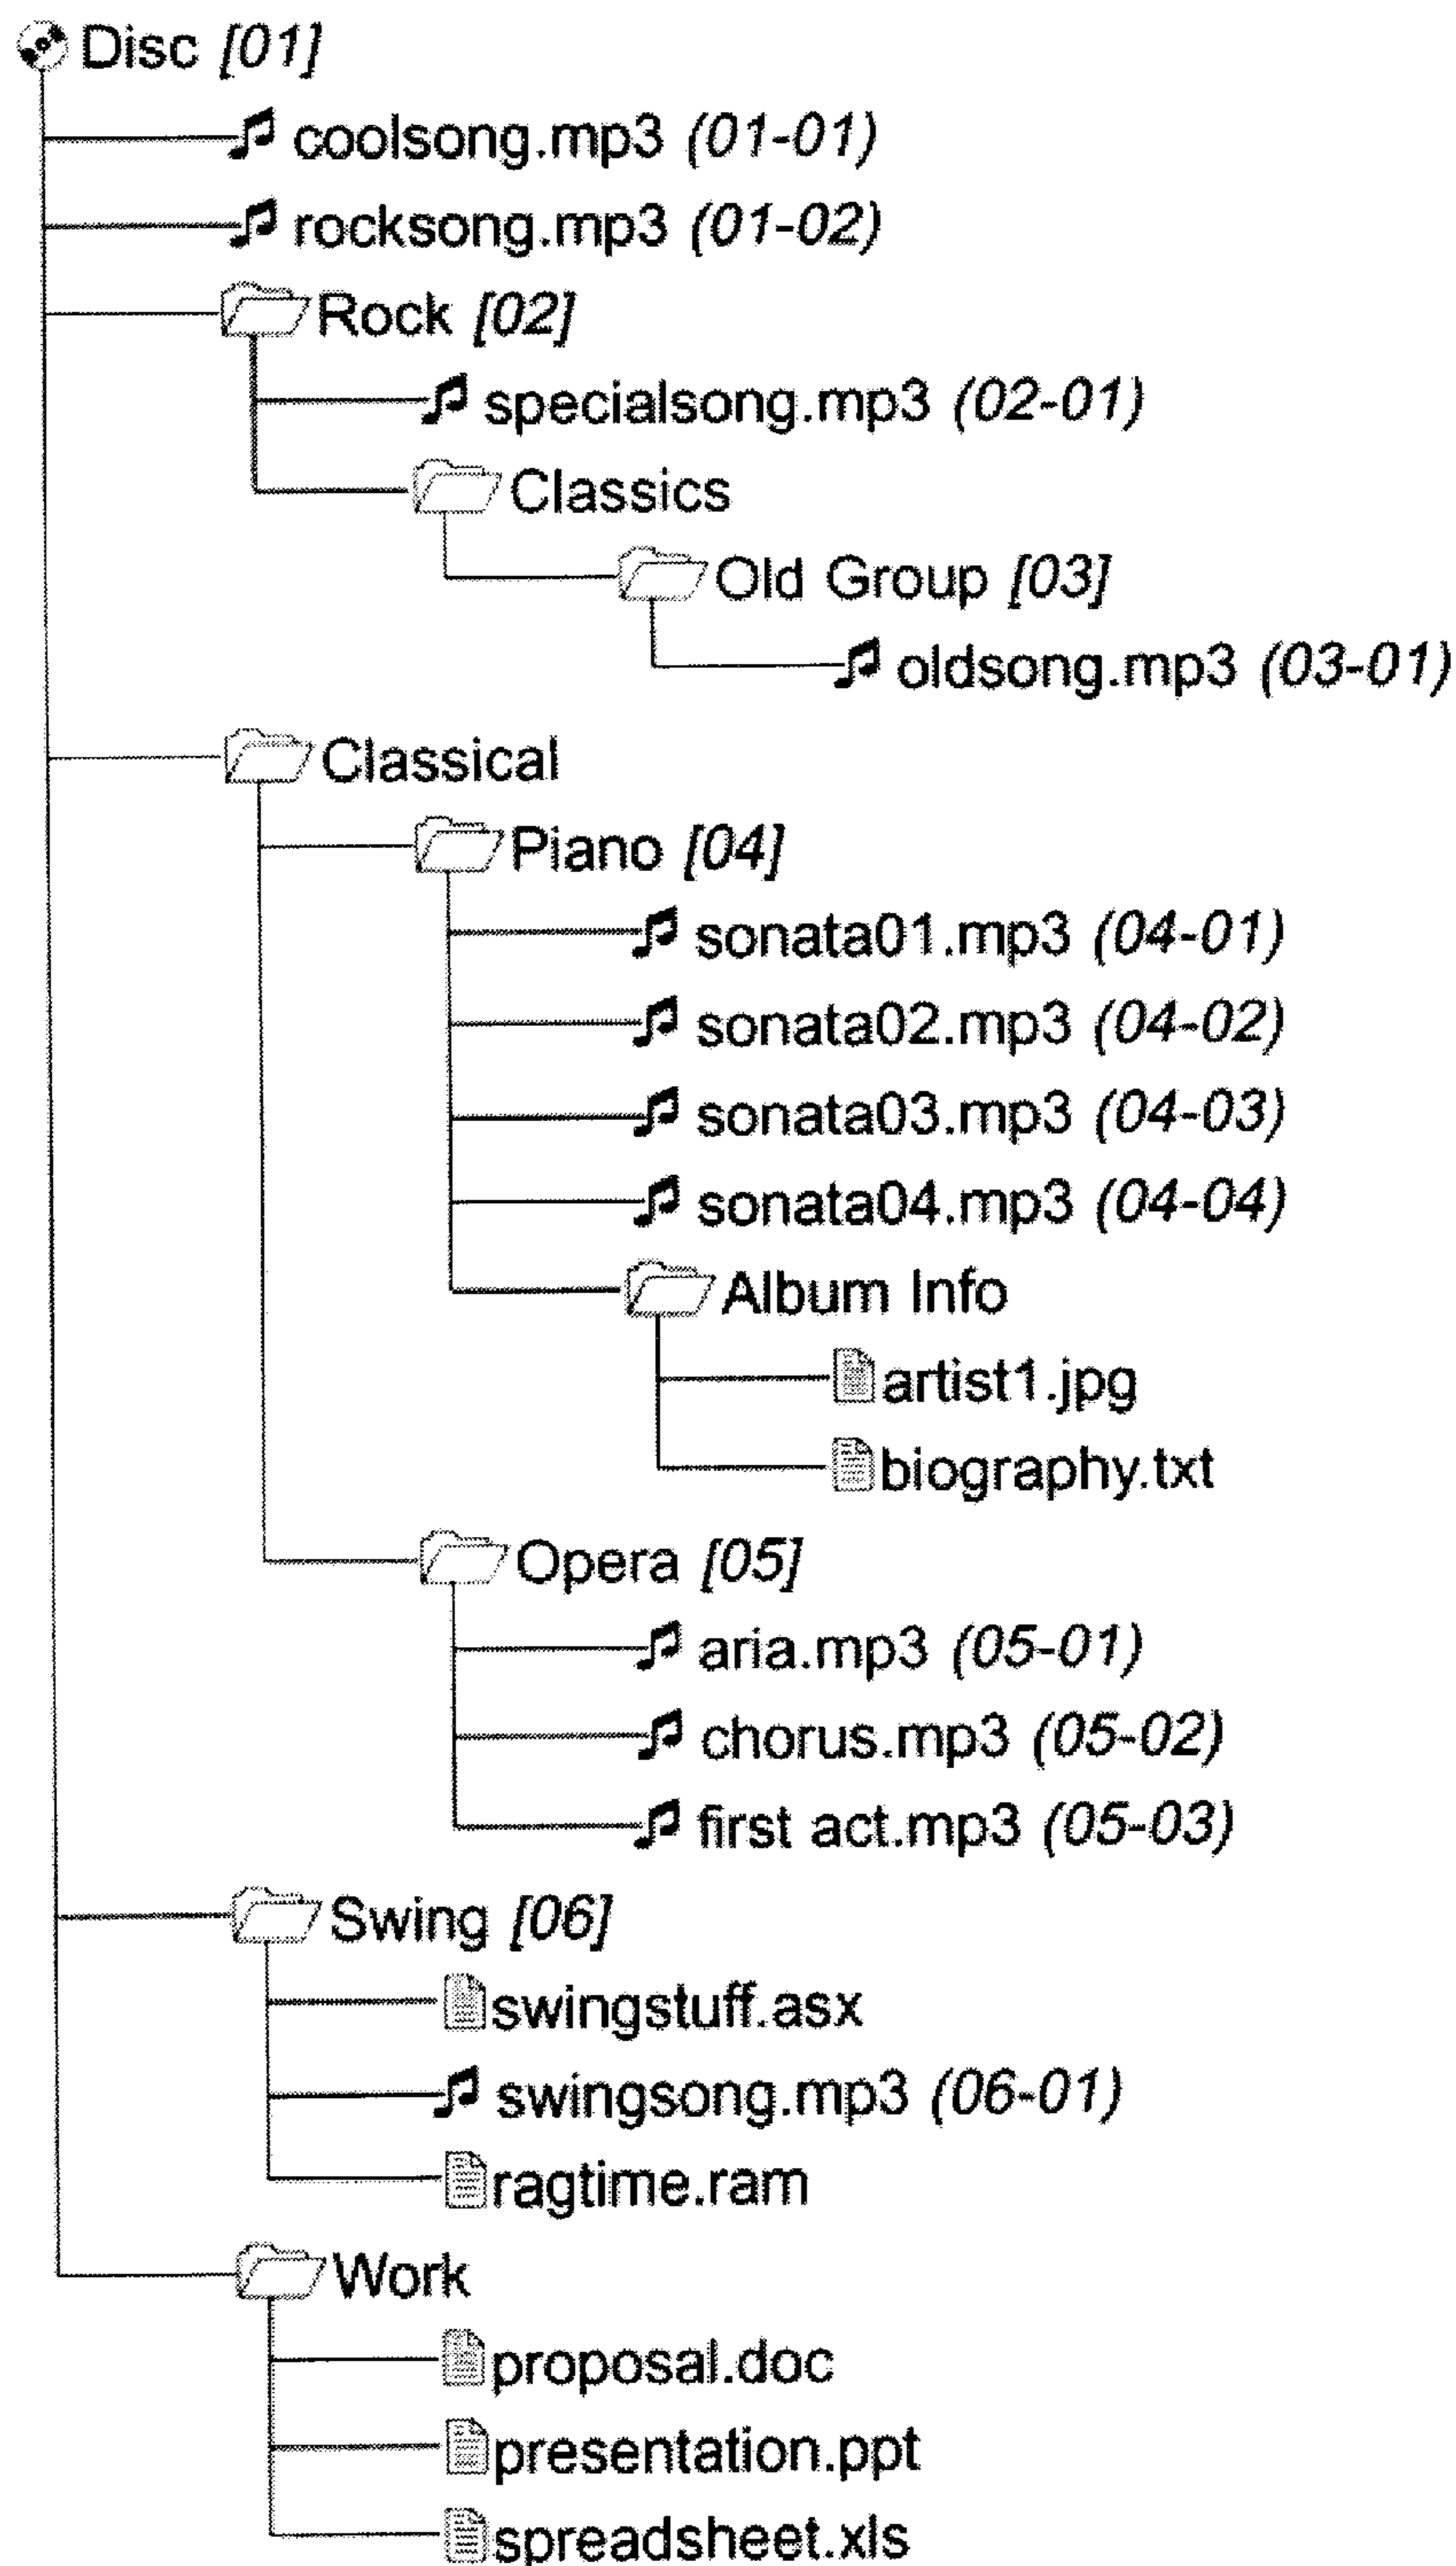 Disc [01]
coolsong.mp3 (01-01)
rocksong.mp3 (01-02)
Rock [02]
specialsong.mp3 (02-01)
Classics
Old Group [03]
oldsong.mp3 (03-01)
Classical
Piano [04]
sonata01.mp3 (04-01)
sonata02.mp3 (04-02)
sonata03.mp3 (04-03)
sonata04.mp3 (04-04)
Album Info
artist1.jpg
biography.txt
Opera [05]
aria.mp3 (05-01)
chorus.mp3 (05-02)
first act.mp3 (05-03)
Swing [06]
swingstuff.asx
swingsong.mp3 (06-01)
ragtime.ram
Work
proposal.doc
presentation.ppt
spreadsheet.xls